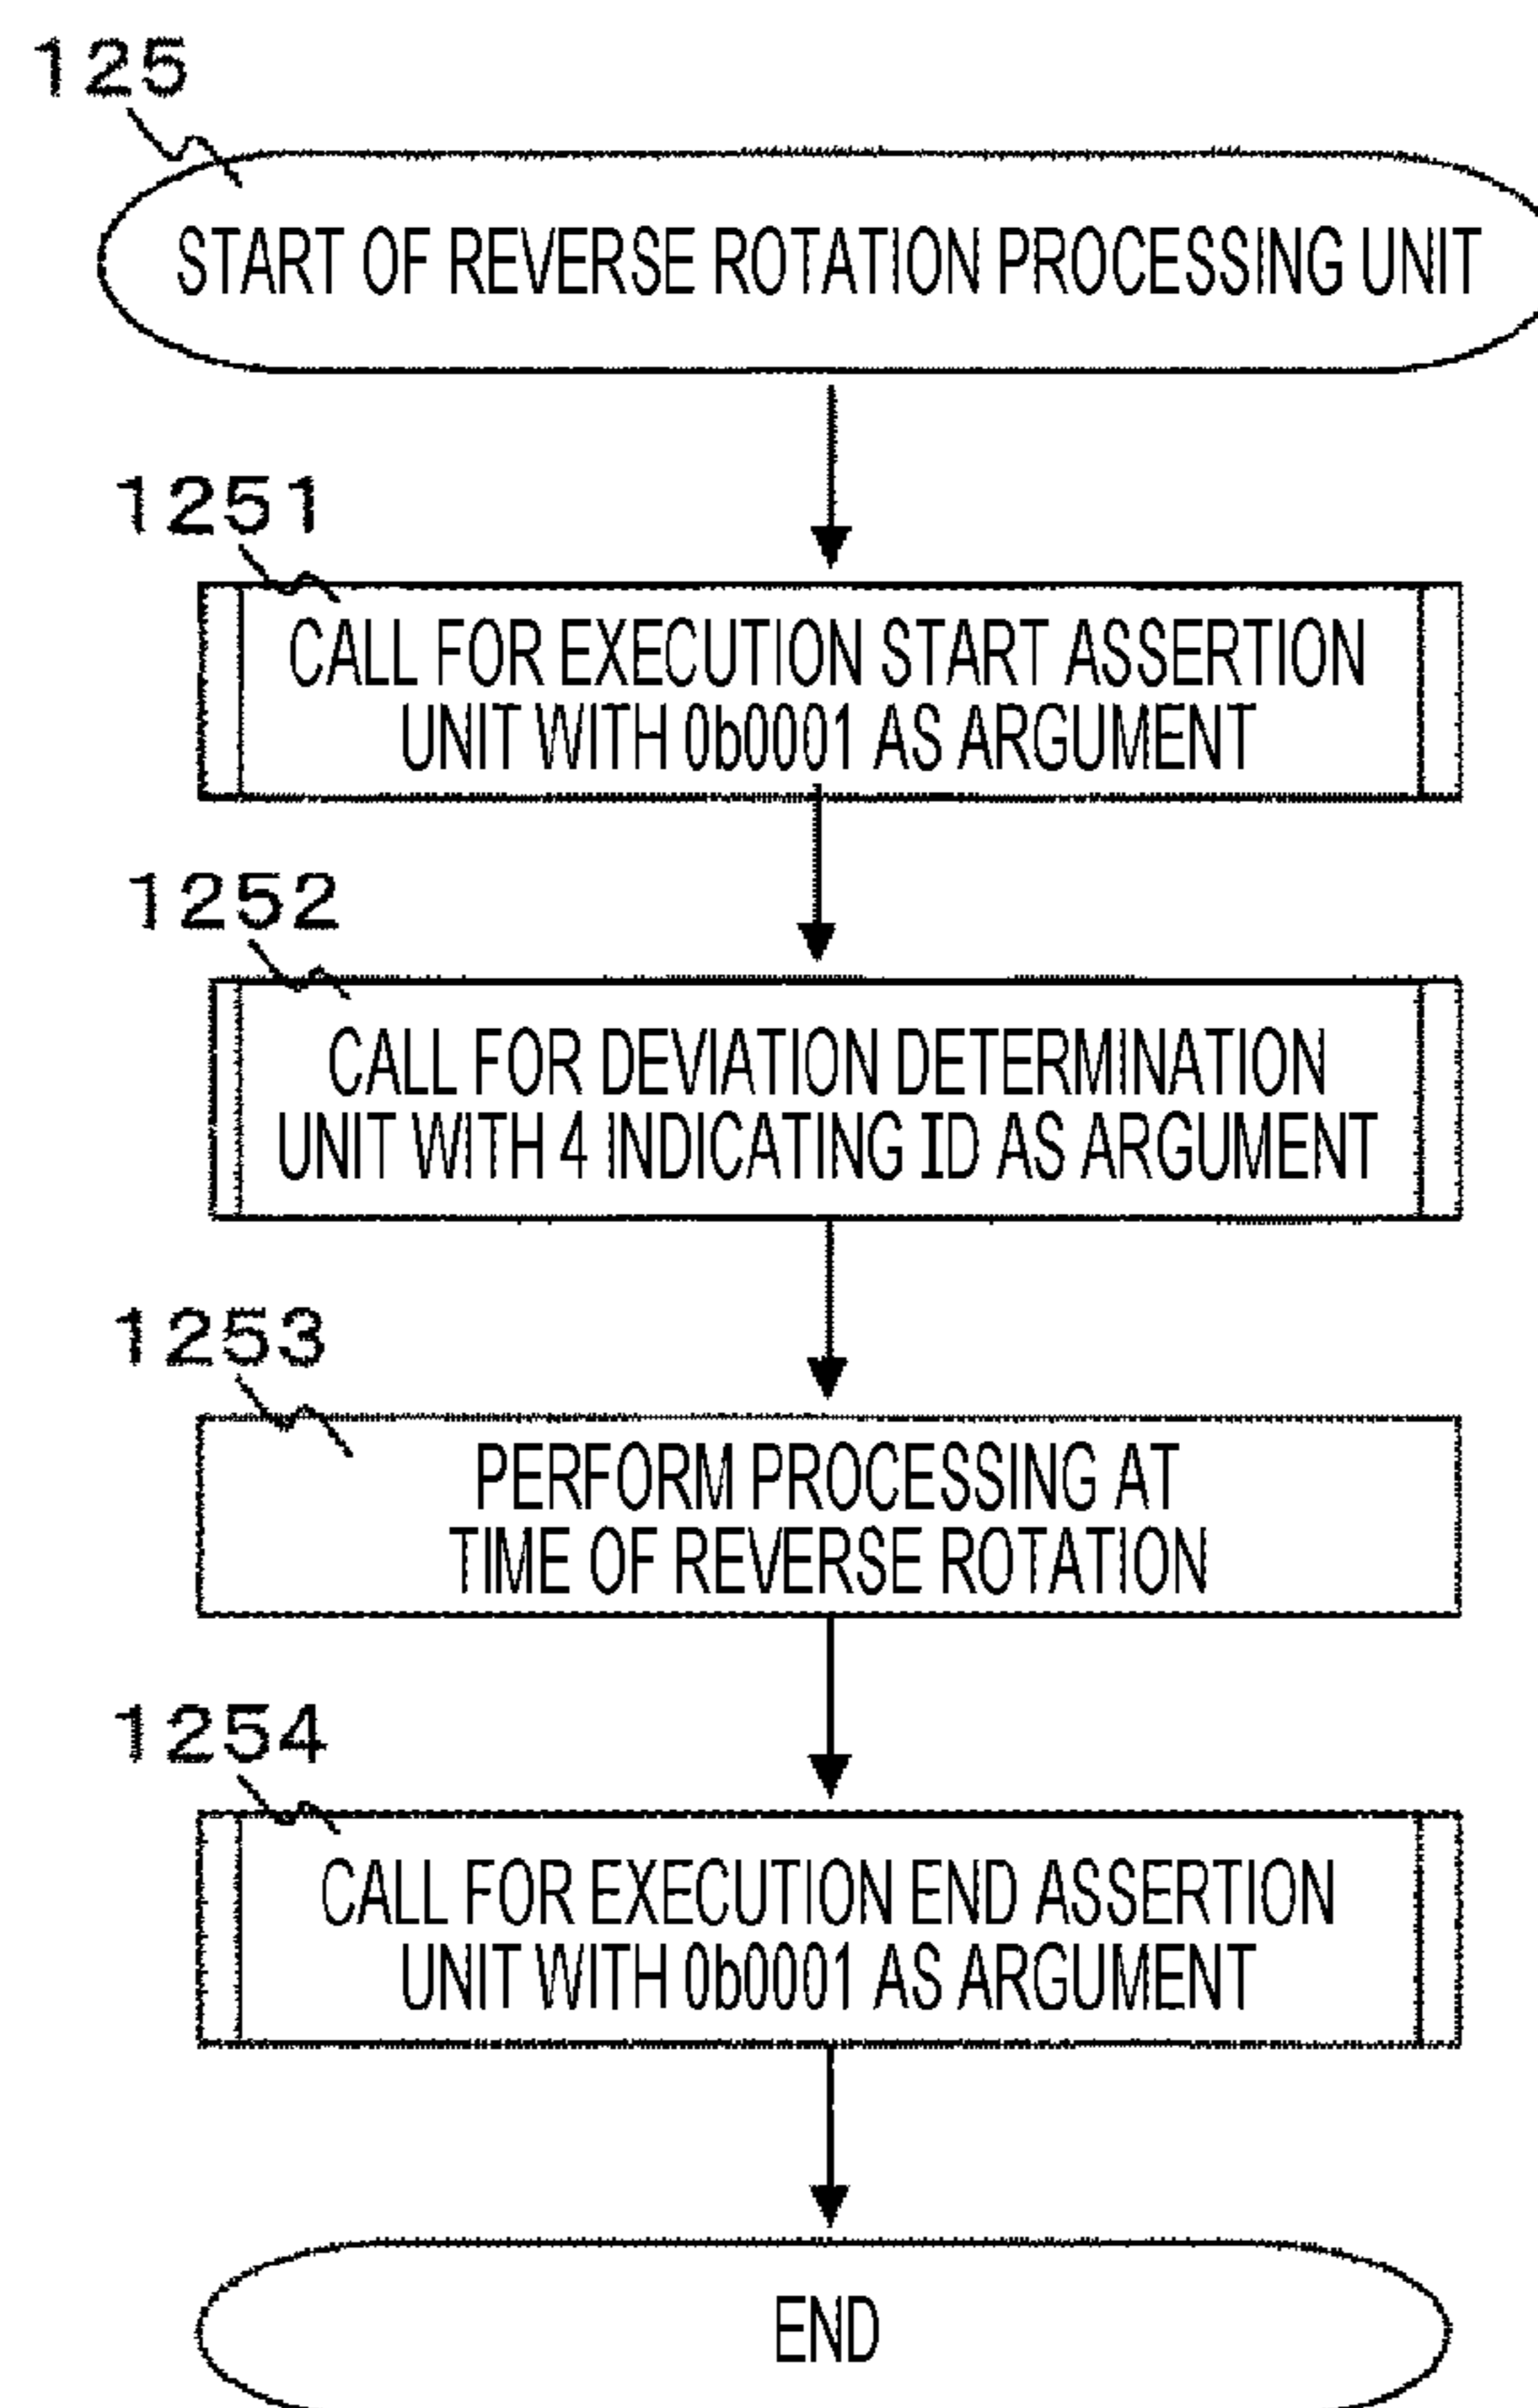 125
START OF REVERSE ROTATION PROCESSING UNIT
1251
CALL FOR EXECUTION START ASSERTION
UNIT WITH 0b0001 AS ARGUMENT
1252
CALL FOR DEVIATION DETERMINATION
UNIT WITH 4 INDICATING ID AS ARGUMENT
1253
PERFORM PROCESSING AT
TIME OF REVERSE ROTATION
1254
CALL FOR EXECUTION END ASSERTION
UNIT WITH 0b0001 AS ARGUMENT
END